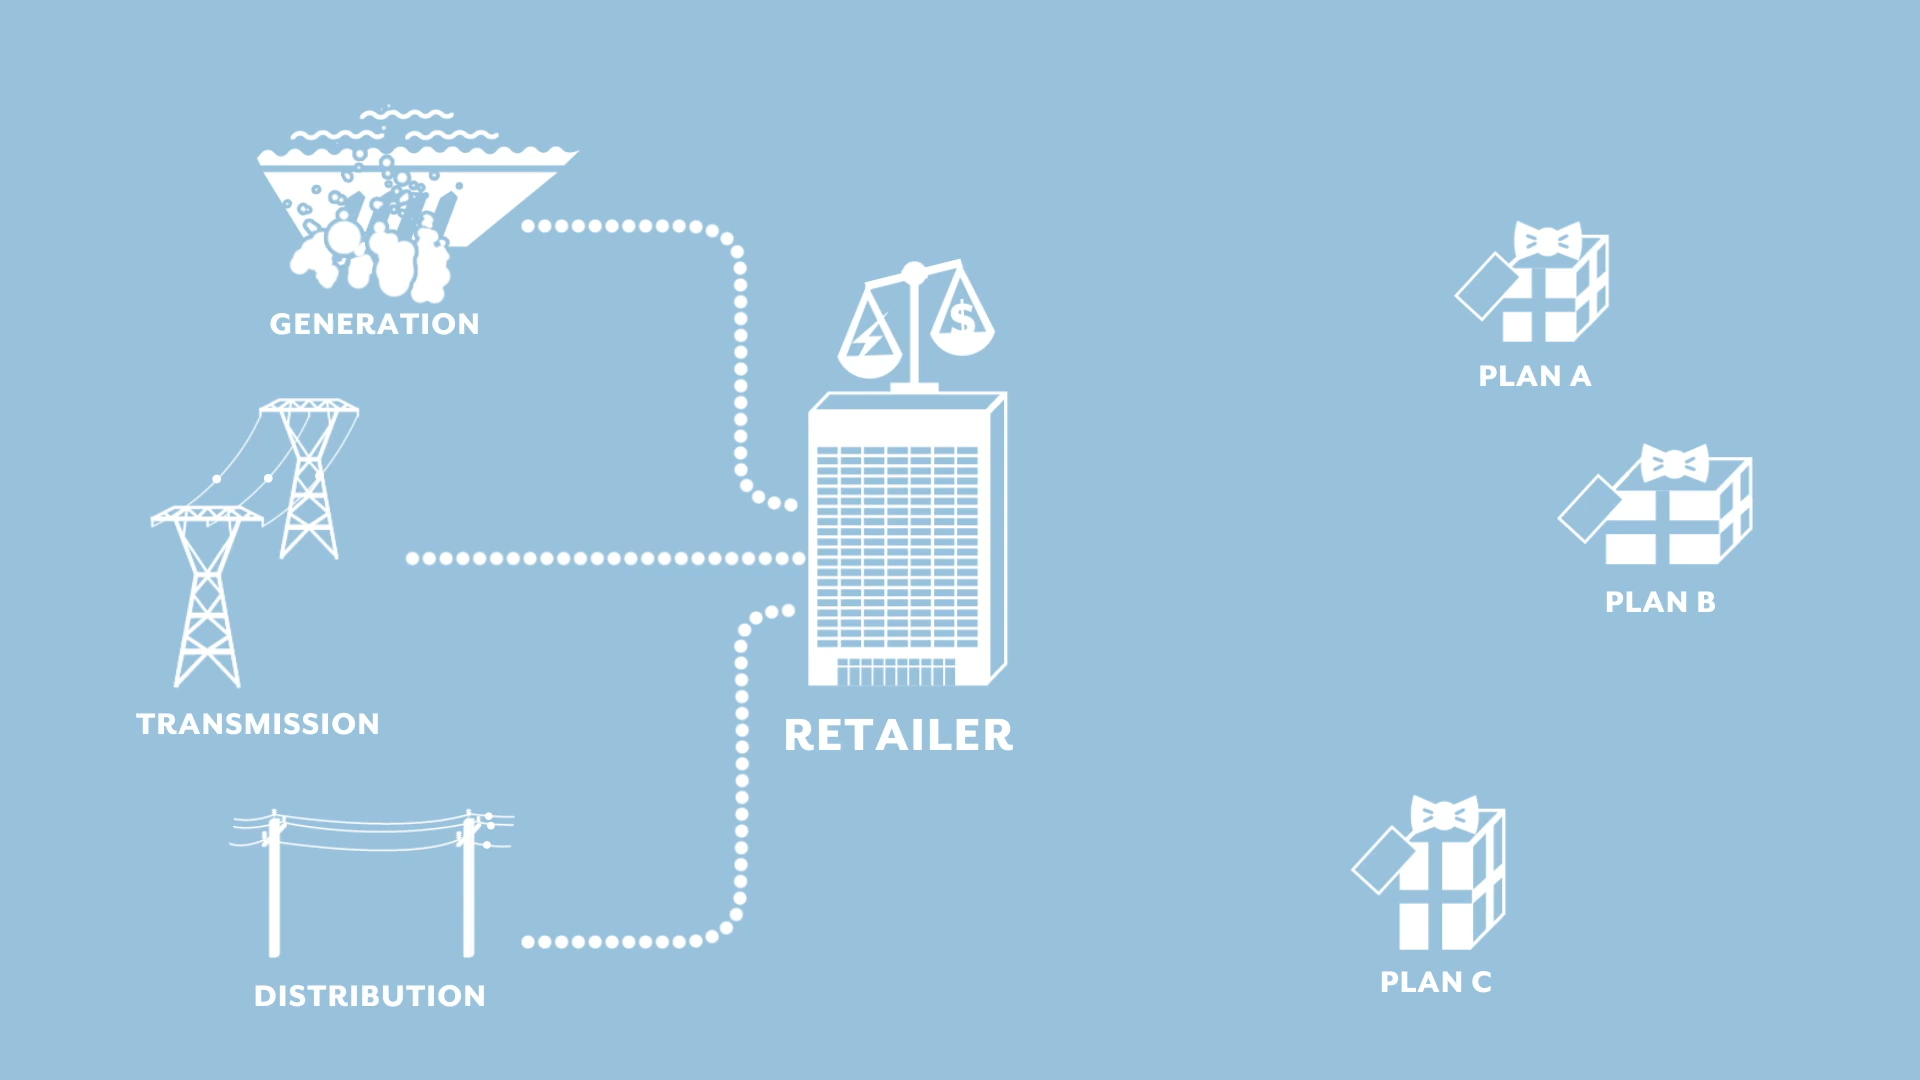 GENERATION
TRANSMISSION
DISTRIBUTION
$
RETAILER
PLAN A
PLAN B
PLAN C